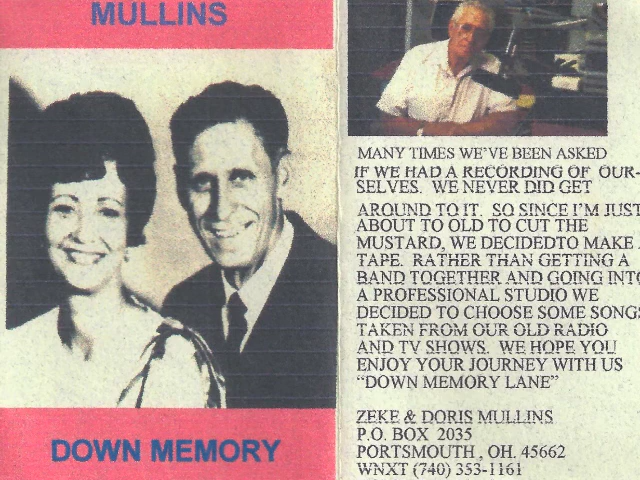 MULLINS
DOWN MEMORY
MANY TIMES WE'VE BEEN ASKED
IF WE HAD A RECORDING OF OUR-
SELVES. WE NEVER DID GET
AROUND TO IT. SO SINCE I'M JUST
ABOUT TO OLD TO CUT THE
MUSTARD, WE DECIDEDTO MAKE
TAPE. RATHER THAN GETTING A
BAND TOGETHER AND GOING INTO
A PROFESSIONAL STUDIO WE
DECIDED TO CHOOSE SOME SONGS
TAKEN FROM OUR OLD RADIO
AND TV SHOWS. WE HOPE YOU
ENJOY YOUR JOURNEY WITH US
"DOWN MEMORY LANE"
ZEKE & DORIS MULLINS
P.O. BOX 2035
PORTSMOUTH , OH. 45662
WNXT (740) 353-1161